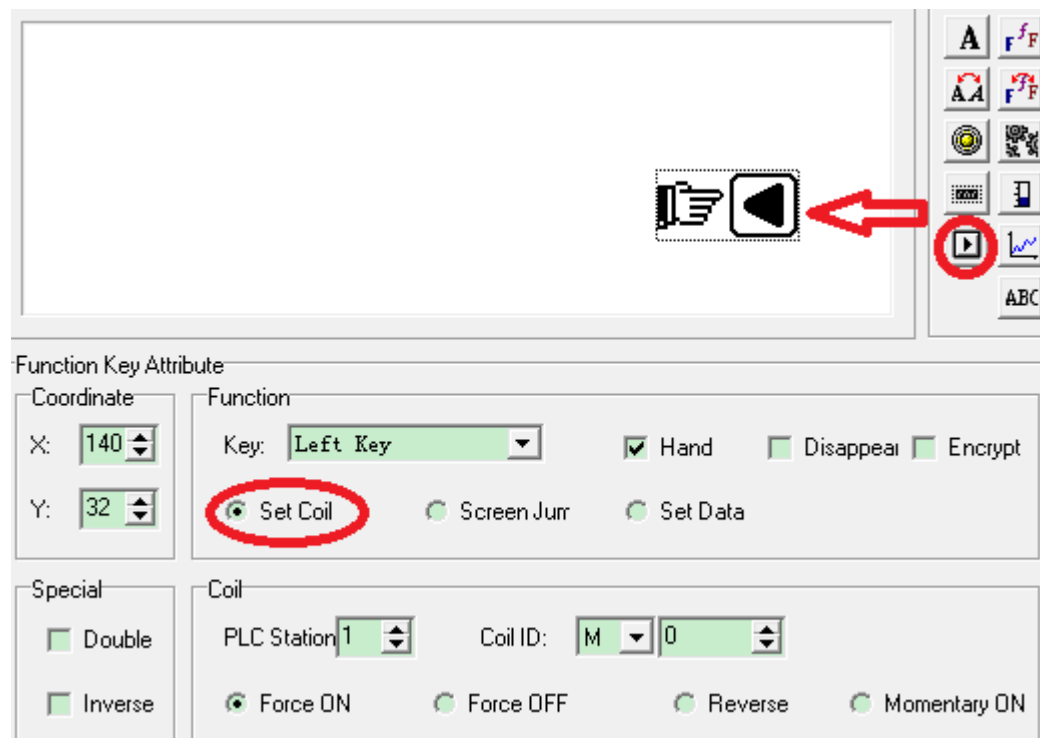 A F f F
A A F f F
ABC
Function Key Attribute
Coordinate
Function
X: 140
Key: Left Key
Hand
Disappear
Encrypt
Y: 32
Set Coil
Screen Jum
Set Data
Special
Coil
Double
PLC Station 1
Coil ID: M 0
Inverse
Force ON
Force OFF
Reverse
Momentary ON